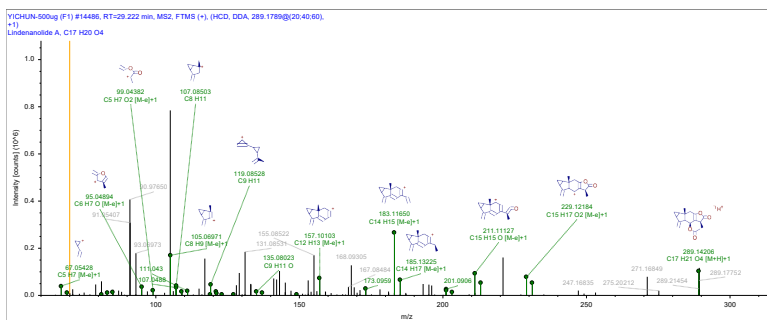 YICHUN-500ug (F1) #14486, RT=29.222 min, MS2, FTMS (+), (HCD, DDA, 289.1789@(20;40;60),
+1)
Lindenanolide A, C17 H20 O4
Intensity [counts] (10^6)
1.0
0.8
0.6
0.4
0.2
0.0
99.04382
C5 H7 O2 [M-e]+1
107.08503
C8 H11
119.08528
C9 H11
95.04894
C6 H7 O [M-e]+1
90.97650
91.05407
93.06973
105.06971
C8 H9 [M-e]+1
67.05428
C5 H7 [M-e]+1
111.043
107.0488
155.08522
131.08531
135.08023
C9 H11 O
157.10103
C12 H13 [M-e]+1
168.09305
167.08484
173.0959
183.11650
C14 H15 [M-e]+1
185.13225
C14 H17 [M-e]+1
201.0906
211.11127
C15 H15 O [M-e]+1
229.12184
C15 H17 O2 [M-e]+1
247.16835
275.20212
271.16849
289.21454
289.17752
289.14206
C17 H21 O4 [M+H]+1
100
150
200
250
300
m/z